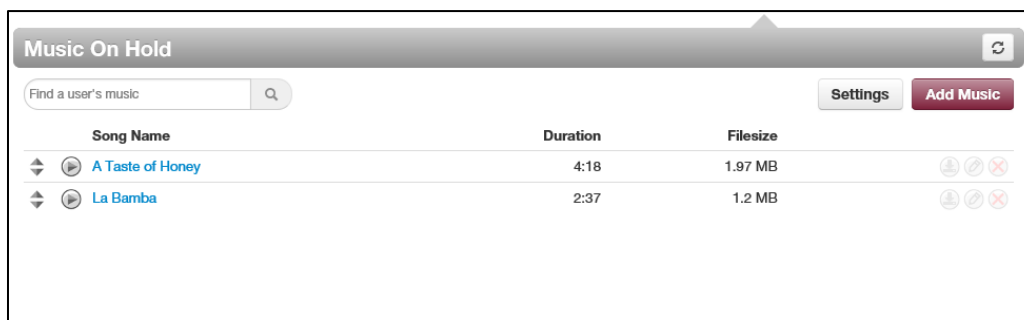 Music On Hold
Find a user's music
Settings
Add Music
Song Name Duration Filesize
A Taste of Honey 4:18 1.97 MB
La Bamba 2:37 1.2 MB